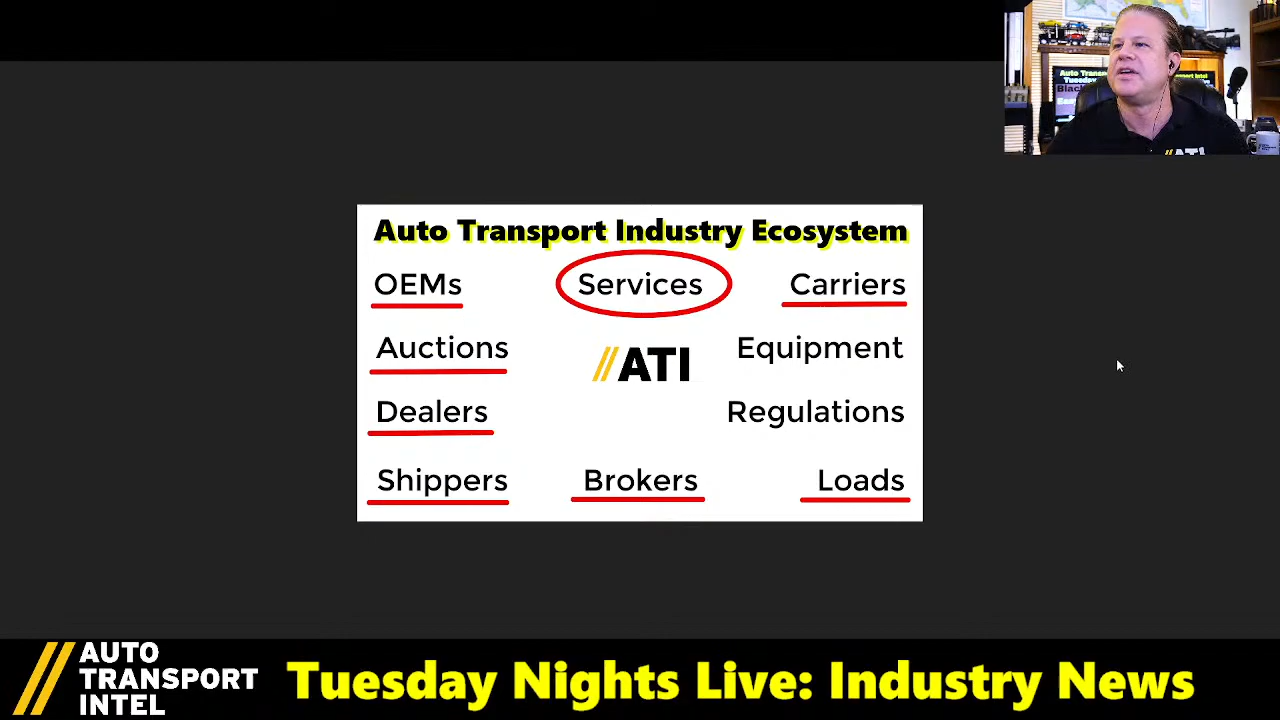 Auto Transport Industry Ecosystem
OEMs Services Carriers
Auctions Equipment
//ATI
Dealers Regulations
Shippers Brokers Loads
//ATI
AUTO
TRANSPORT
INTEL
Tuesday Nights Live: Industry News